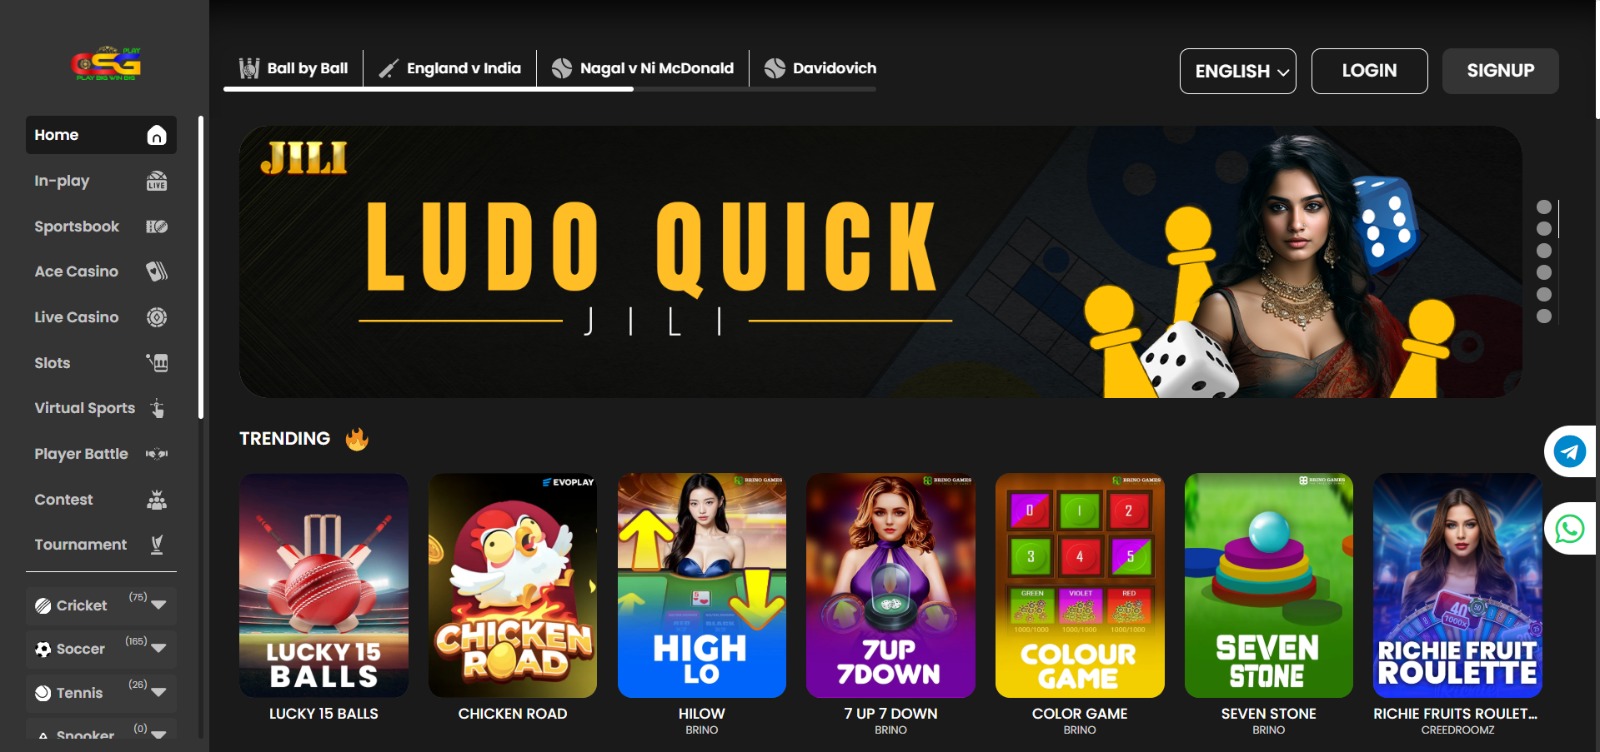 PLAY
CSG
PLAY BIG WIN BIG
Ball by Ball
England v India
Nagal v Ni McDonald
Davidovich
ENGLISH
LOGIN
SIGNUP
Home
In-play
LIVE
Sportsbook
Ace Casino
Live Casino
Slots
Virtual Sports
Player Battle
Contest
Tournament
Cricket (75)
Soccer (165)
Tennis (26)
Snooker (0)
JILI
LUDO QUICK
JILI
TRENDING
LUCKY 15
BALLS
LUCKY 15 BALLS
EVOPLAY
CHICKEN
ROAD
CHICKEN ROAD
BRINO GAMES
HIGH
LO
HILOW
BRINO
BRINO GAMES
7UP
7DOWN
7 UP 7 DOWN
BRINO
BRINO GAMES
0 1 2
3 4 5
GREEN VIOLET RED
1000/1000 1000/1000 1000/1000
COLOUR
GAME
COLOR GAME
BRINO
BRINO GAMES
SEVEN
STONE
SEVEN STONE
BRINO
40
50
1000X
RICHIE FRUIT
ROULETTE
RICHIE FRUITS ROULET...
CREEDROOMZ